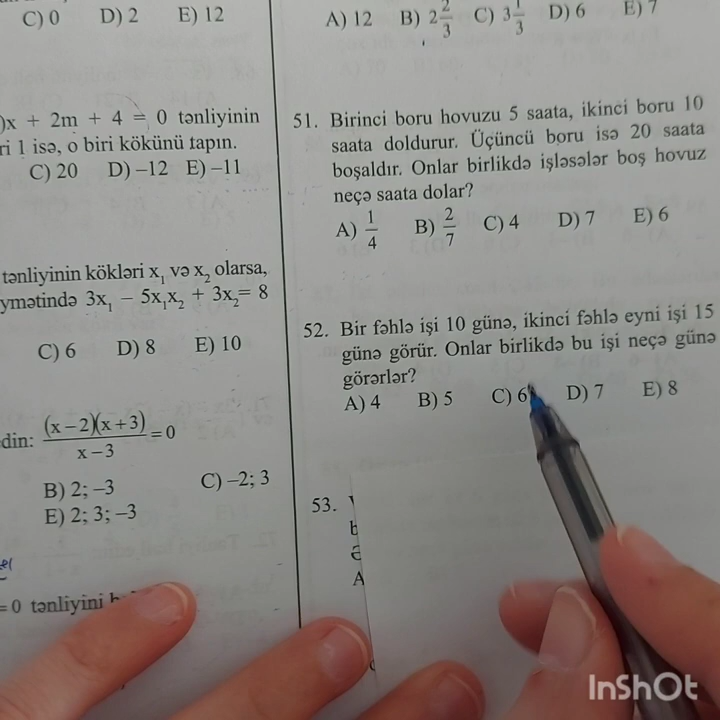 C) 0 D) 2 E) 12
)x + 2m + 4 = 0 tənliyinin
ri 1 isə, o biri kökünü tapın.
C) 20 D) –12 E) –11
tənliyinin kökləri x₁ və x₂ olarsa,
ymətində 3x₁ – 5x₁x₂ + 3x₂= 8
C) 6 D) 8 E) 10
din: (x – 2)(x + 3) / x – 3 = 0
B) 2; –3 C) –2; 3
E) 2; 3; –3
= 0 tənliyini
A) 12 B) 2 2/3 C) 3 1/3 D) 6 E) 7
51. Birinci boru hovuzu 5 saata, ikinci boru 10
saata doldurur. Üçüncü boru isə 20 saata
boşaldır. Onlar birlikdə işləsələr boş hovuz
neçə saata dolar?
A) 1/4 B) 2/7 C) 4 D) 7 E) 6
52. Bir fəhlə işi 10 günə, ikinci fəhlə eyni işi 15
günə görür. Onlar birlikdə bu işi neçə günə
görərlər?
A) 4 B) 5 C) 6 D) 7 E) 8
53.
A
InShOt